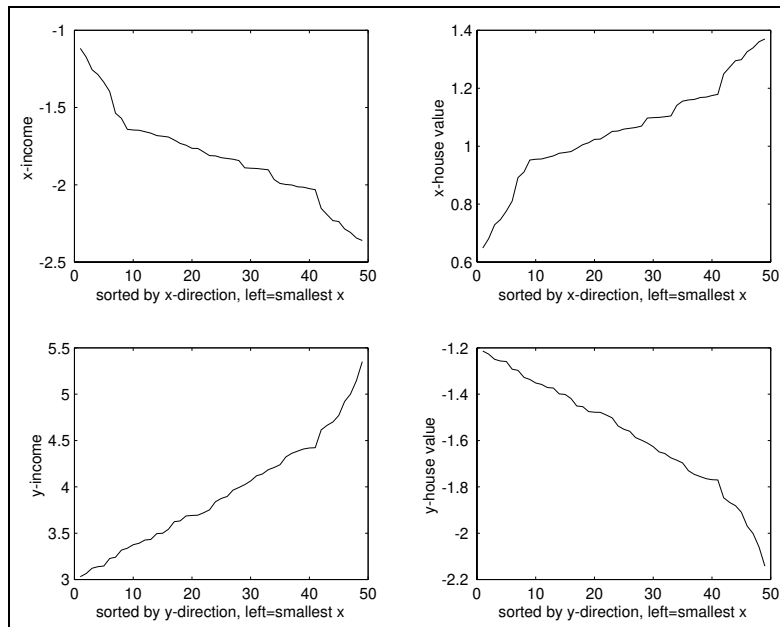 -1
-1.5
-2
-2.5
x-income
0 10 20 30 40 50
sorted by x-direction, left=smallest x
1.4
1.2
1
0.8
0.6
x-house value
0 10 20 30 40 50
sorted by x-direction, left=smallest x
5.5
5
4.5
4
3.5
3
y-income
0 10 20 30 40 50
sorted by y-direction, left=smallest x
-1.2
-1.4
-1.6
-1.8
-2
-2.2
y-house value
0 10 20 30 40 50
sorted by y-direction, left=smallest x